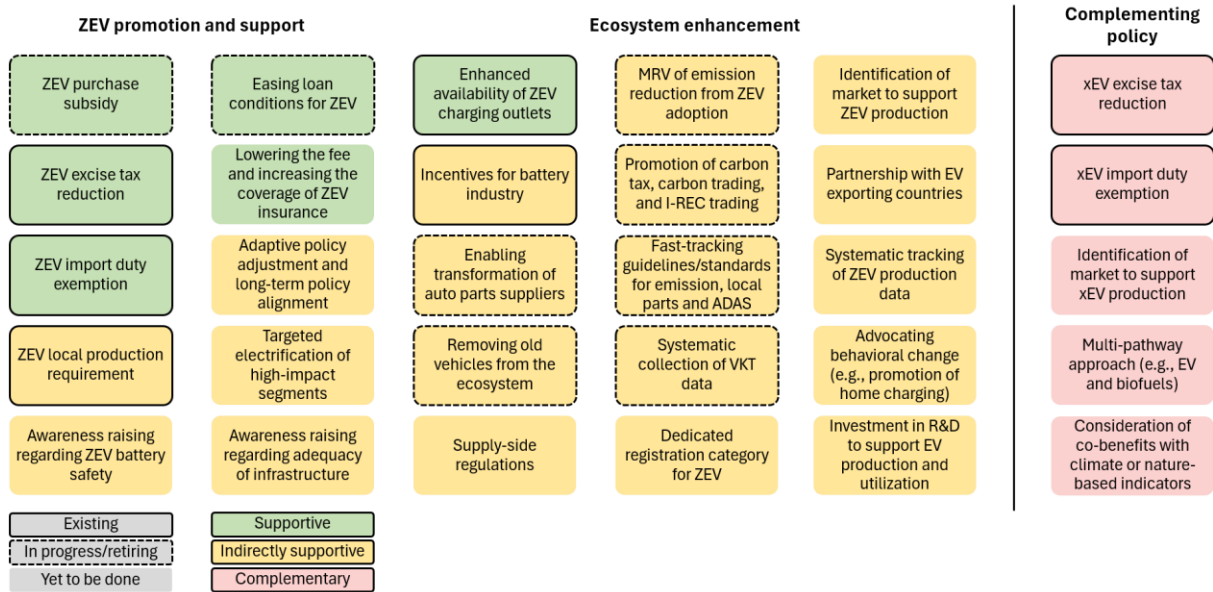 ZEV promotion and support
Ecosystem enhancement
Complementing
policy
ZEV purchase
subsidy
Easing loan
conditions for ZEV
Enhanced
availability of ZEV
charging outlets
MRV of emission
reduction from ZEV
adoption
Identification of
market to support
ZEV production
xEV excise tax
reduction
ZEV excise tax
reduction
Lowering the fee
and increasing the
coverage of ZEV
insurance
Incentives for battery
industry
Promotion of carbon
tax, carbon trading,
and I-REC trading
Partnership with EV
exporting countries
xEV import duty
exemption
ZEV import duty
exemption
Adaptive policy
adjustment and
long-term policy
alignment
Enabling
transformation of
auto parts suppliers
Fast-tracking
guidelines/standards
for emission, local
parts and ADAS
Systematic tracking
of ZEV production
data
Identification of
market to support
xEV production
ZEV local production
requirement
Targeted
electrification of
high-impact
segments
Removing old
vehicles from the
ecosystem
Systematic
collection of VKT
data
Advocating
behavioral change
(e.g., promotion of
home charging)
Multi-pathway
approach (e.g., EV
and biofuels)
Awareness raising
regarding ZEV battery
safety
Awareness raising
regarding adequacy
of infrastructure
Supply-side
regulations
Dedicated
registration category
for ZEV
Investment in R&D
to support EV
production and
utilization
Consideration of
co-benefits with
climate or nature-
based indicators
Existing
Supportive
In progress/retiring
Indirectly supportive
Yet to be done
Complementary